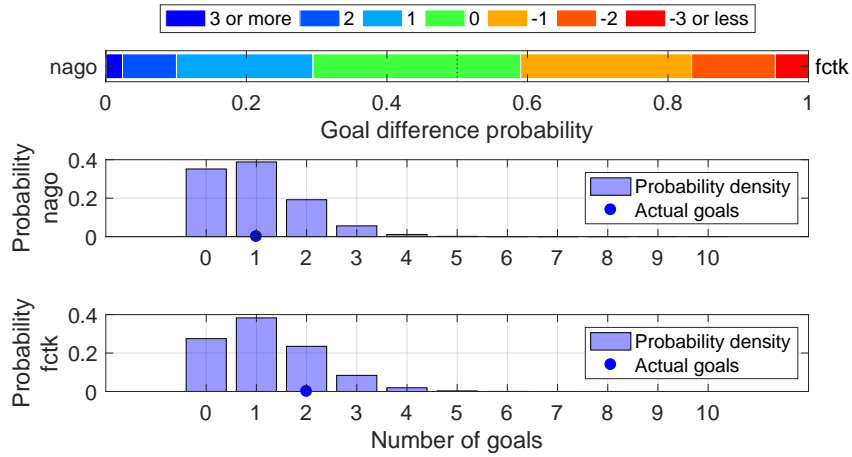 3 or more 2 1 0 -1 -2 -3 or less
nago fctk
0 0.2 0.4 0.6 0.8 1
Goal difference probability
Probability
nago
0.4
0.2
0
Probability density
Actual goals
0 1 2 3 4 5 6 7 8 9 10
Probability
fctk
0.4
0.2
0
Probability density
Actual goals
0 1 2 3 4 5 6 7 8 9 10
Number of goals